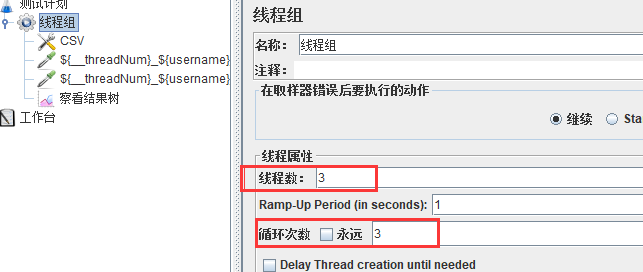 测试计划
线程组
CSV
${__threadNum}_${username}
${__threadNum}_${username}
察看结果树
工作台
线程组
名称： 线程组
注释：
在取样器错误后要执行的动作
继续 Sta
线程属性
线程数： 3
Ramp-Up Period (in seconds): 1
循环次数 永远 3
Delay Thread creation until needed